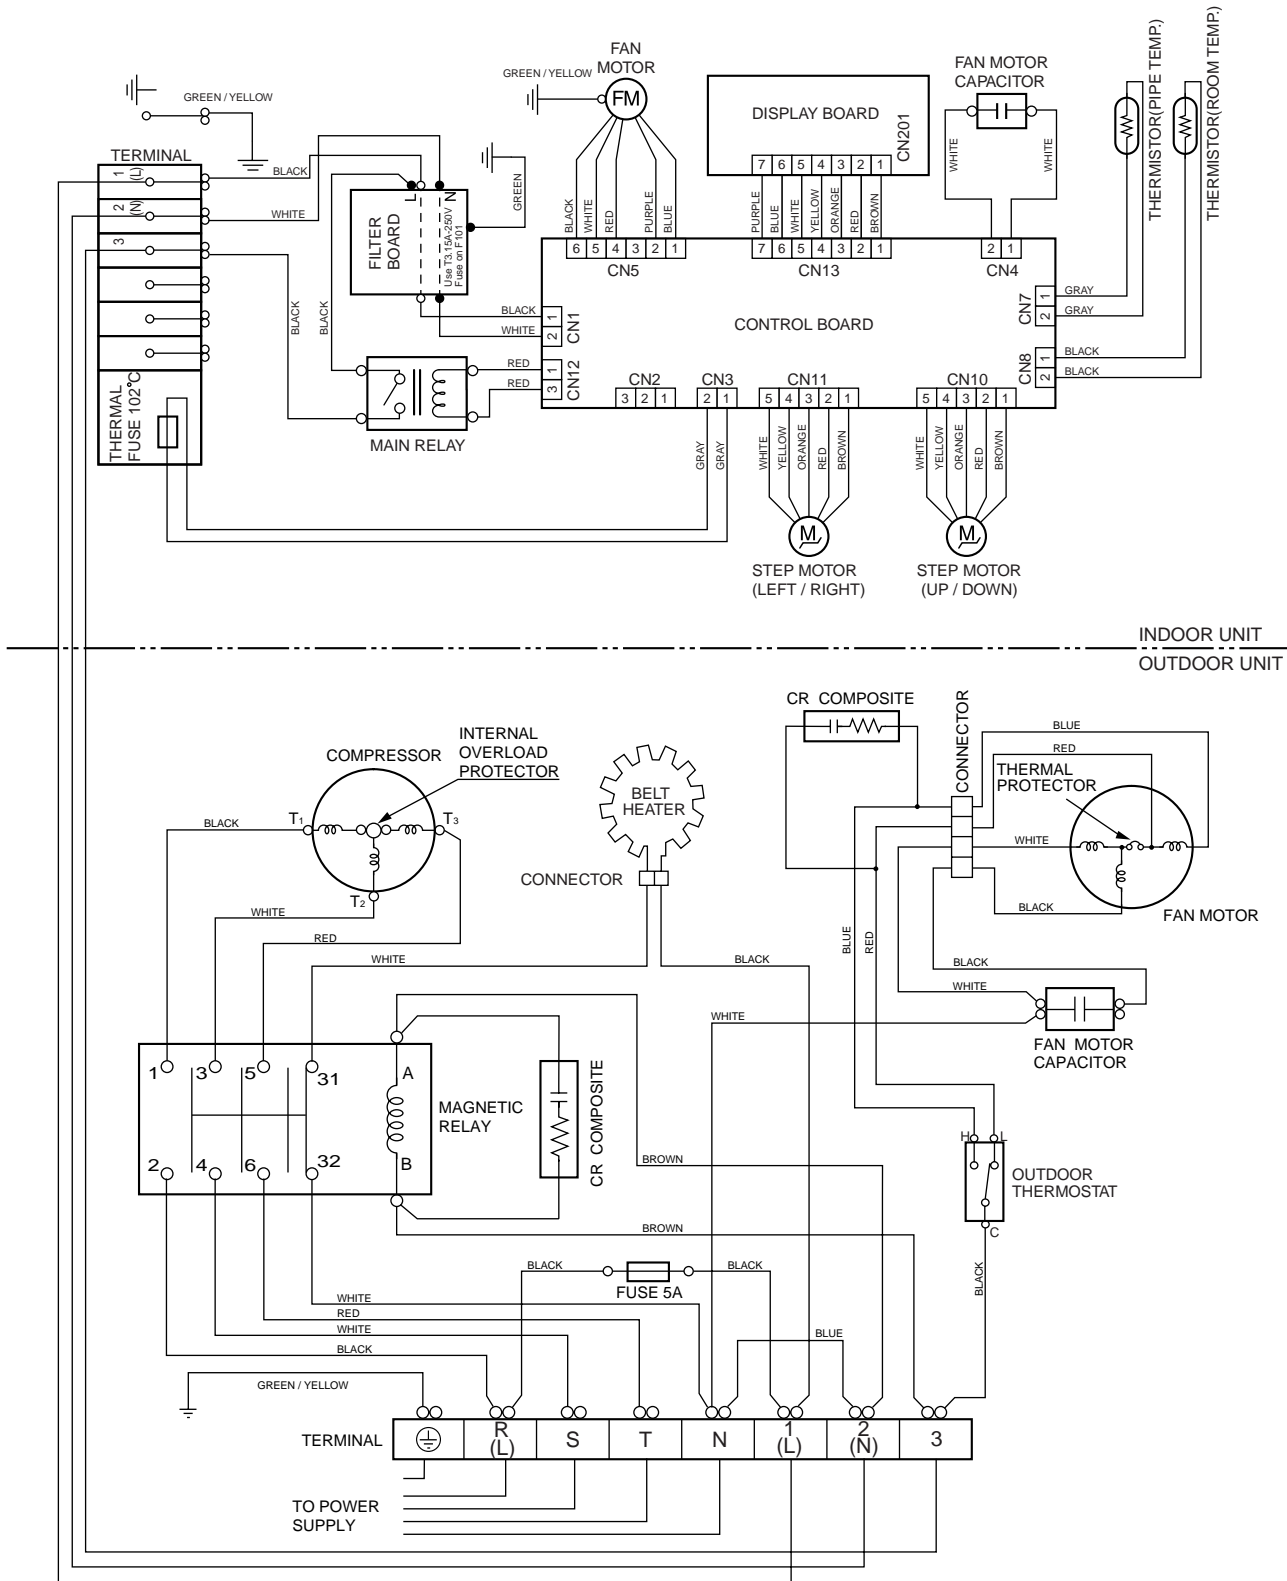 FAN
MOTOR
GREEN / YELLOW
FM
FAN MOTOR
CAPACITOR
THERMISTOR(PIPE TEMP.)
THERMISTOR(ROOM TEMP.)
GREEN / YELLOW
DISPLAY BOARD
CN201
7 6 5 4 3 2 1
WHITE
WHITE
TERMINAL
1
(L)
2
(N)
3
BLACK
WHITE
GREEN
L
N
FILTER
BOARD
Use T3.15A-250V
Fuse on F101
BLACK
WHITE
RED
PURPLE
BLUE
PURPLE
BLUE
WHITE
YELLOW
ORANGE
RED
BROWN
6 5 4 3 2 1
CN5
7 6 5 4 3 2 1
CN13
2 1
CN4
CONTROL BOARD
BLACK
WHITE
1
2
CN1
RED
RED
1
3
CN12
CN7
1
2
GRAY
GRAY
CN8
1
2
BLACK
BLACK
BLACK
BLACK
MAIN RELAY
THERMAL
FUSE 102°C
CN2
3 2 1
CN3
2 1
CN11
5 4 3 2 1
CN10
5 4 3 2 1
GRAY
GRAY
WHITE
YELLOW
ORANGE
RED
BROWN
WHITE
YELLOW
ORANGE
RED
BROWN
M
M
STEP MOTOR
(LEFT / RIGHT)
STEP MOTOR
(UP / DOWN)
INDOOR UNIT
OUTDOOR UNIT
CR COMPOSITE
CONNECTOR
BLUE
RED
THERMAL
PROTECTOR
WHITE
BLACK
FAN MOTOR
INTERNAL
OVERLOAD
PROTECTOR
COMPRESSOR
T1
T3
T2
BLACK
WHITE
RED
BELT
HEATER
CONNECTOR
WHITE
BLACK
BLUE
RED
BLACK
WHITE
WHITE
FAN MOTOR
CAPACITOR
1 3 5 31
A
2 4 6 32
B
MAGNETIC
RELAY
CR COMPOSITE
BROWN
BROWN
H
L
C
OUTDOOR
THERMOSTAT
BLACK
BLACK
BLACK
FUSE 5A
WHITE
RED
WHITE
BLACK
BLUE
GREEN / YELLOW
TERMINAL
R
(L)
S
T
N
1
(L)
2
(N)
3
TO POWER
SUPPLY